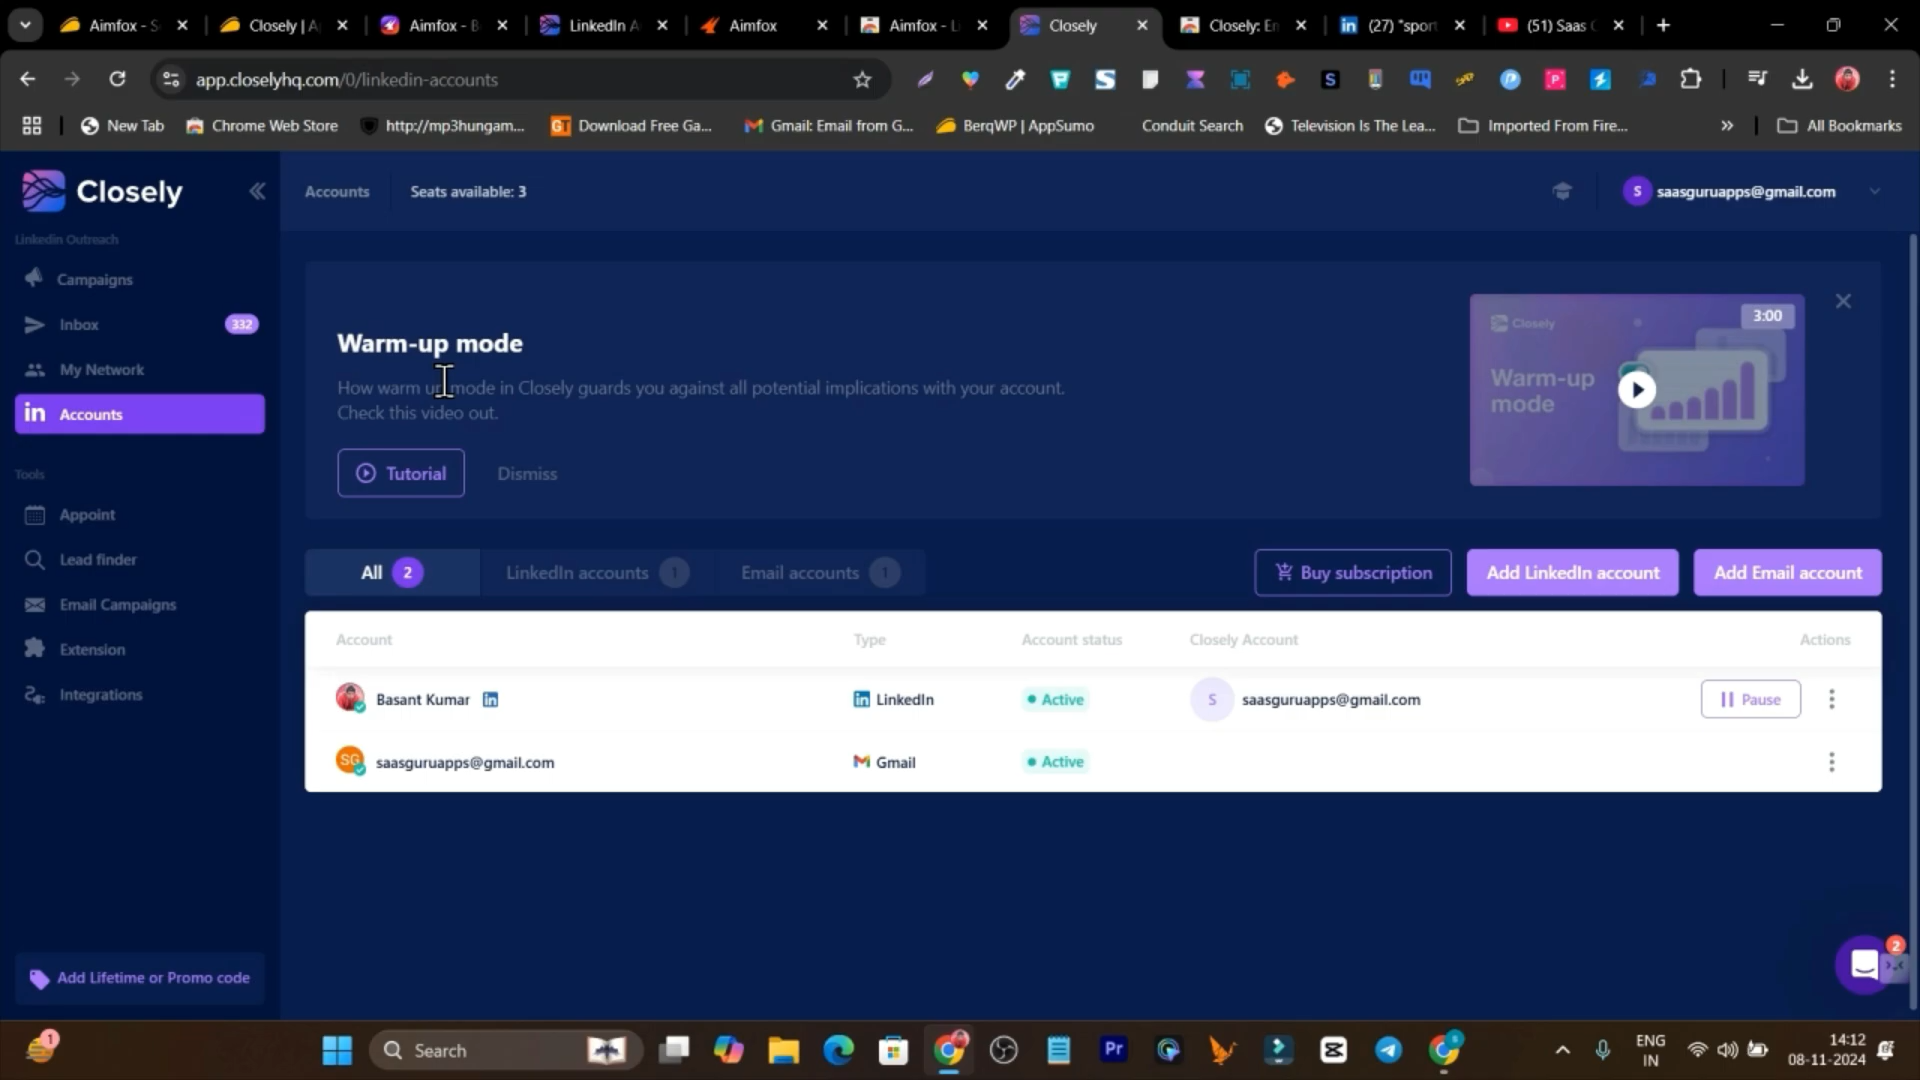 Aimfox - S
Closely | A
Aimfox - B
LinkedIn A
Aimfox
Aimfox - Li
Closely
Closely: En
(27) "sport
(51) Saas
app.closelyhq.com/0/linkedin-accounts
New Tab
Chrome Web Store
http://mp3hungam...
Download Free Ga...
Gmail: Email from G...
BerqWP | AppSumo
Conduit Search
Television Is The Lea...
Imported From Fire...
All Bookmarks
Closely
Accounts
Seats available: 3
S
saasguruapps@gmail.com
Linkedin Outreach
Campaigns
Inbox
332
My Network
Accounts
Tools
Appoint
Lead finder
Email Campaigns
Extension
Integrations
Add Lifetime or Promo code
Warm-up mode
How warm up mode in Closely guards you against all potential implications with your account.
Check this video out.
Tutorial
Dismiss
Closely
3:00
Warm-up
mode
All 2
LinkedIn accounts 1
Email accounts 1
Buy subscription
Add LinkedIn account
Add Email account
Account
Type
Account status
Closely Account
Actions
Basant Kumar
LinkedIn
Active
S
saasguruapps@gmail.com
Pause
SG
saasguruapps@gmail.com
Gmail
Active
2
1
Search
Pr
ENG
IN
14:12
08-11-2024